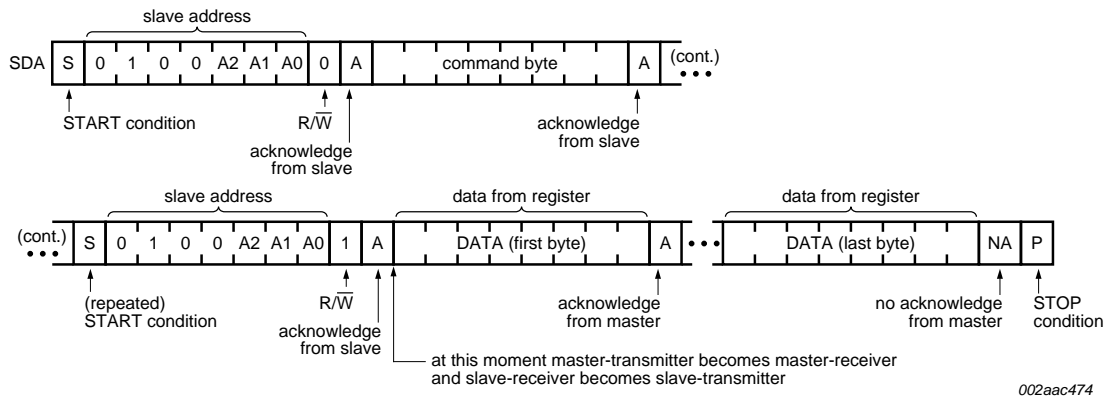 slave address
SDA S 0 1 0 0 A2 A1 A0 0 A command byte A (cont.)
START condition R/W̅ acknowledge
from slave acknowledge
from slave
slave address data from register data from register
(cont.) S 0 1 0 0 A2 A1 A0 1 A DATA (first byte) A DATA (last byte) NA P
(repeated)
START condition R/W̅ acknowledge
from slave acknowledge
from master no acknowledge
from master STOP
condition
at this moment master-transmitter becomes master-receiver
and slave-receiver becomes slave-transmitter
002aac474